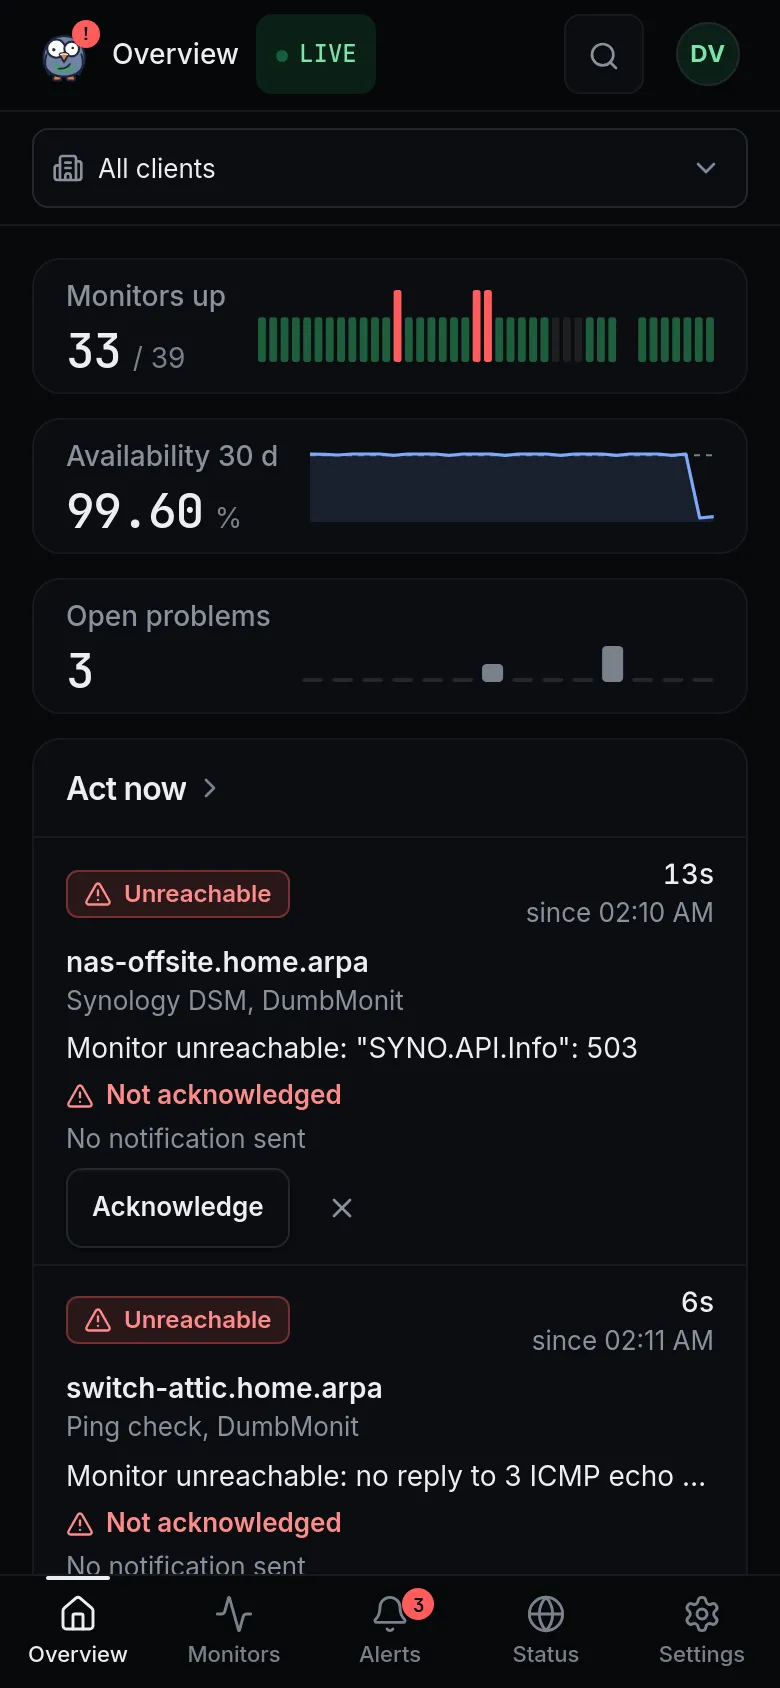 !
Overview
LIVE
DV
All clients
Monitors up
33 / 39
Availability 30 d
99.60 %
Open problems
3
Act now
Unreachable
13s
since 02:10 AM
nas-offsite.home.arpa
Synology DSM, DumbMonit
Monitor unreachable: "SYNO.API.Info": 503
Not acknowledged
No notification sent
Acknowledge
Unreachable
6s
since 02:11 AM
switch-attic.home.arpa
Ping check, DumbMonit
Monitor unreachable: no reply to 3 ICMP echo ...
Not acknowledged
No notification sent
3
Overview Monitors Alerts Status Settings